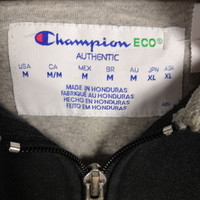 Champion ECO®
AUTHENTIC
USA CAN MEX BR AU JPN ASIA
M M/M M M M XL XL
MADE IN HONDURAS
FABRIQUÉ AU HONDURAS
HECHO EN HONDURAS
FEITO EM HONDURAS